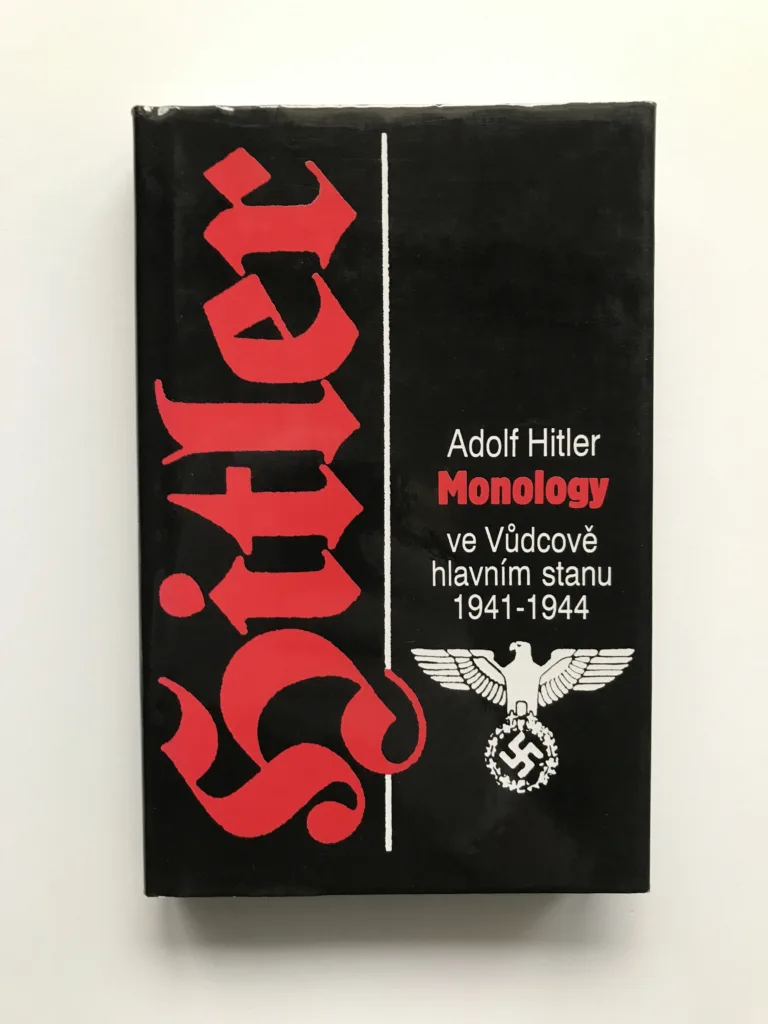 Hitler
Adolf Hitler
Monology
ve Vůdcově
hlavním stanu
1941-1944